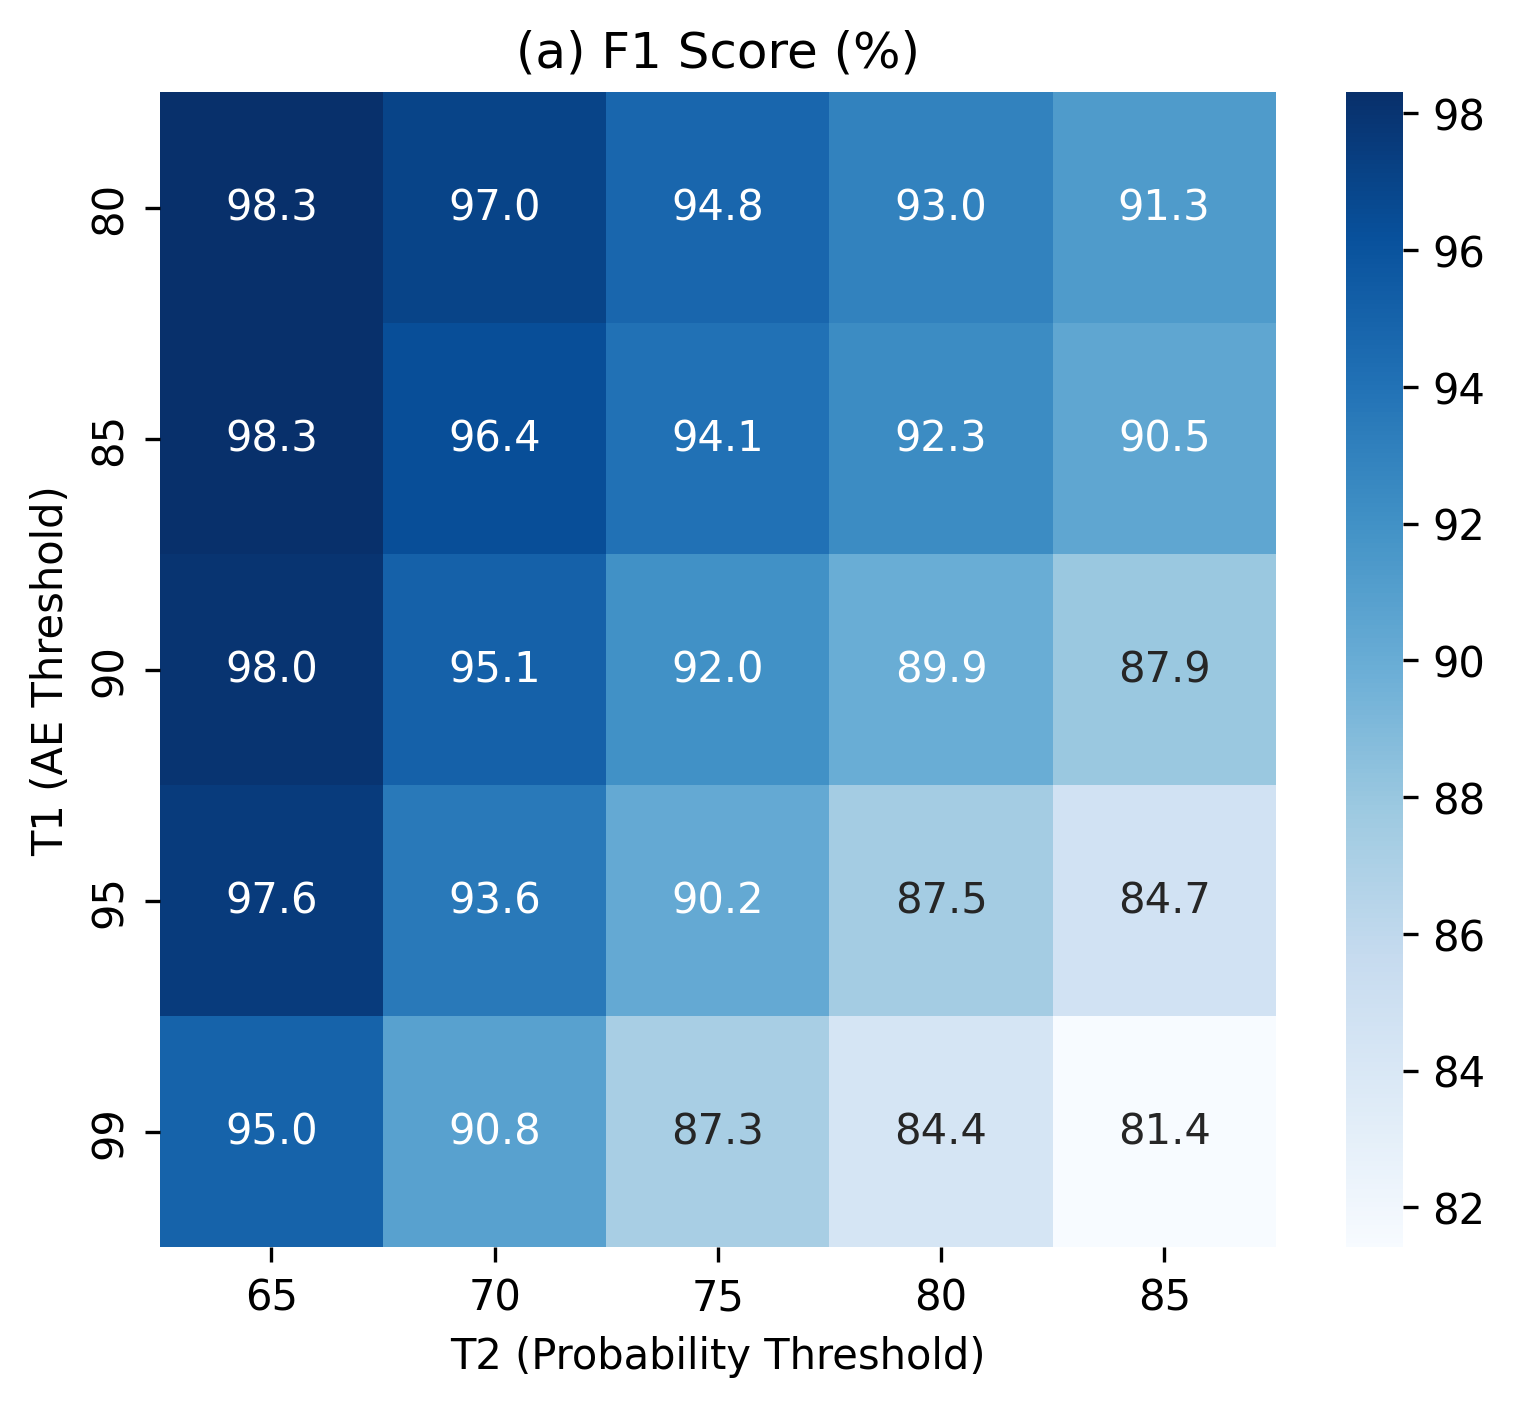 (a) F1 Score (%)
T1 (AE Threshold)
80 98.3 97.0 94.8 93.0 91.3
85 98.3 96.4 94.1 92.3 90.5
90 98.0 95.1 92.0 89.9 87.9
95 97.6 93.6 90.2 87.5 84.7
99 95.0 90.8 87.3 84.4 81.4
65 70 75 80 85
T2 (Probability Threshold)
98
96
94
92
90
88
86
84
82